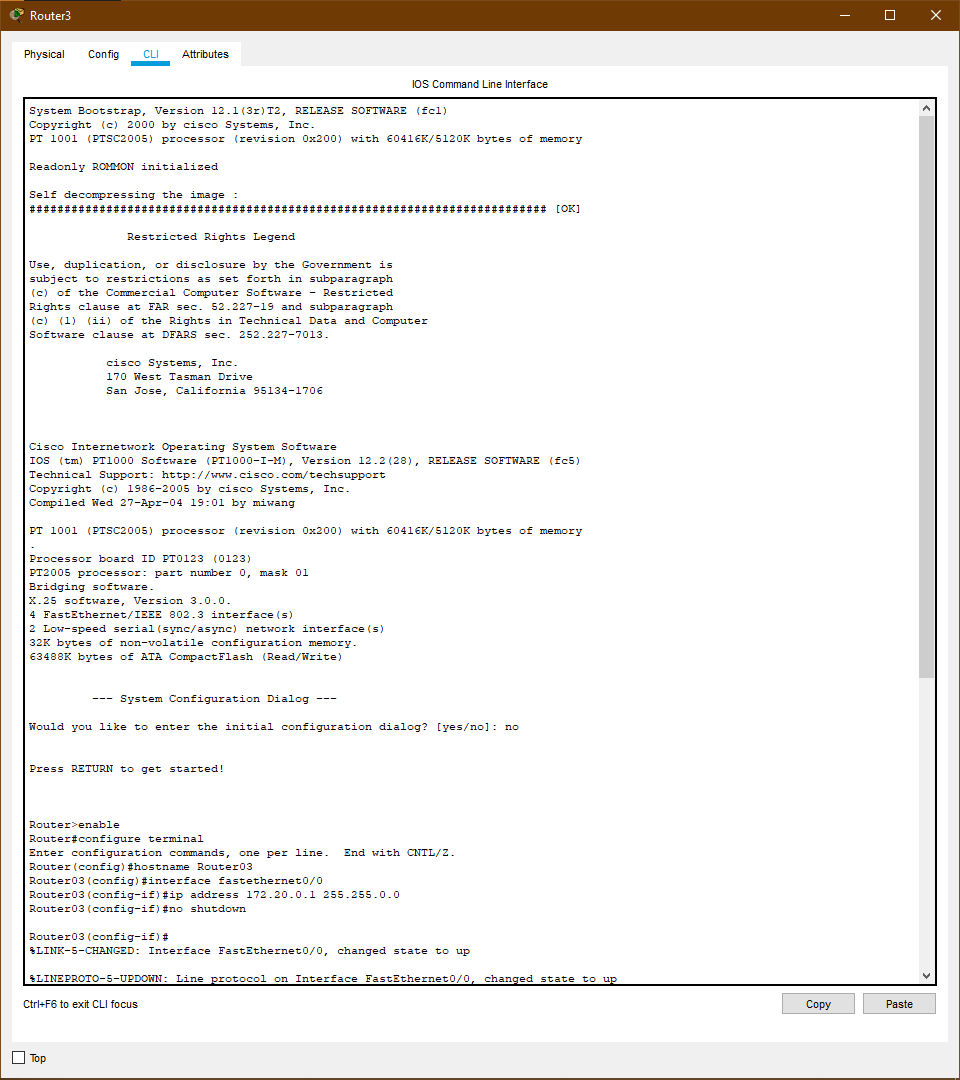 Router3
Physical Config CLI Attributes
IOS Command Line Interface
System Bootstrap, Version 12.1(3r)T2, RELEASE SOFTWARE (fc1)
Copyright (c) 2000 by cisco Systems, Inc.
PT 1001 (PTSC2005) processor (revision 0x200) with 60416K/5120K bytes of memory
Readonly ROMMON initialized
Self decompressing the image :
########################################################################## [OK]
Restricted Rights Legend
Use, duplication, or disclosure by the Government is
subject to restrictions as set forth in subparagraph
(c) of the Commercial Computer Software - Restricted
Rights clause at FAR sec. 52.227-19 and subparagraph
(c) (1) (ii) of the Rights in Technical Data and Computer
Software clause at DFARS sec. 252.227-7013.
cisco Systems, Inc.
170 West Tasman Drive
San Jose, California 95134-1706
Cisco Internetwork Operating System Software
IOS (tm) PT1000 Software (PT1000-I-M), Version 12.2(28), RELEASE SOFTWARE (fc5)
Technical Support: http://www.cisco.com/techsupport
Copyright (c) 1986-2005 by cisco Systems, Inc.
Compiled Wed 27-Apr-04 19:01 by miwang
PT 1001 (PTSC2005) processor (revision 0x200) with 60416K/5120K bytes of memory
.
Processor board ID PT0123 (0123)
PT2005 processor: part number 0, mask 01
Bridging software.
X.25 software, Version 3.0.0.
4 FastEthernet/IEEE 802.3 interface(s)
2 Low-speed serial(sync/async) network interface(s)
32K bytes of non-volatile configuration memory.
63488K bytes of ATA CompactFlash (Read/Write)
--- System Configuration Dialog ---
Would you like to enter the initial configuration dialog? [yes/no]: no
Press RETURN to get started!
Router>enable
Router#configure terminal
Enter configuration commands, one per line.  End with CNTL/Z.
Router(config)#hostname Router03
Router03(config)#interface fastethernet0/0
Router03(config-if)#ip address 172.20.0.1 255.255.0.0
Router03(config-if)#no shutdown
Router03(config-if)#
%LINK-5-CHANGED: Interface FastEthernet0/0, changed state to up
%LINEPROTO-5-UPDOWN: Line protocol on Interface FastEthernet0/0, changed state to up
Ctrl+F6 to exit CLI focus
Copy Paste
Top